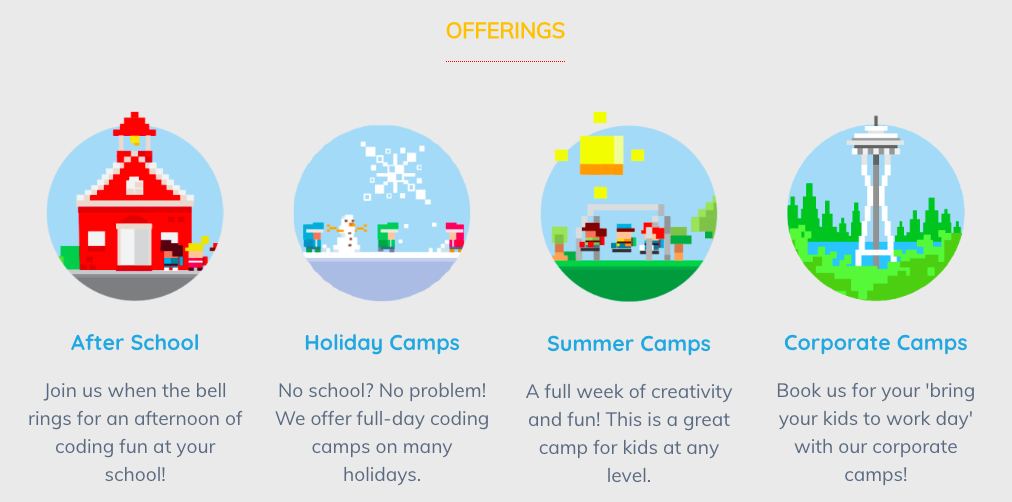 OFFERINGS
After School
Join us when the bell
rings for an afternoon of
coding fun at your
school!
Holiday Camps
No school? No problem!
We offer full-day coding
camps on many
holidays.
Summer Camps
A full week of creativity
and fun! This is a great
camp for kids at any
level.
Corporate Camps
Book us for your 'bring
your kids to work day'
with our corporate
camps!